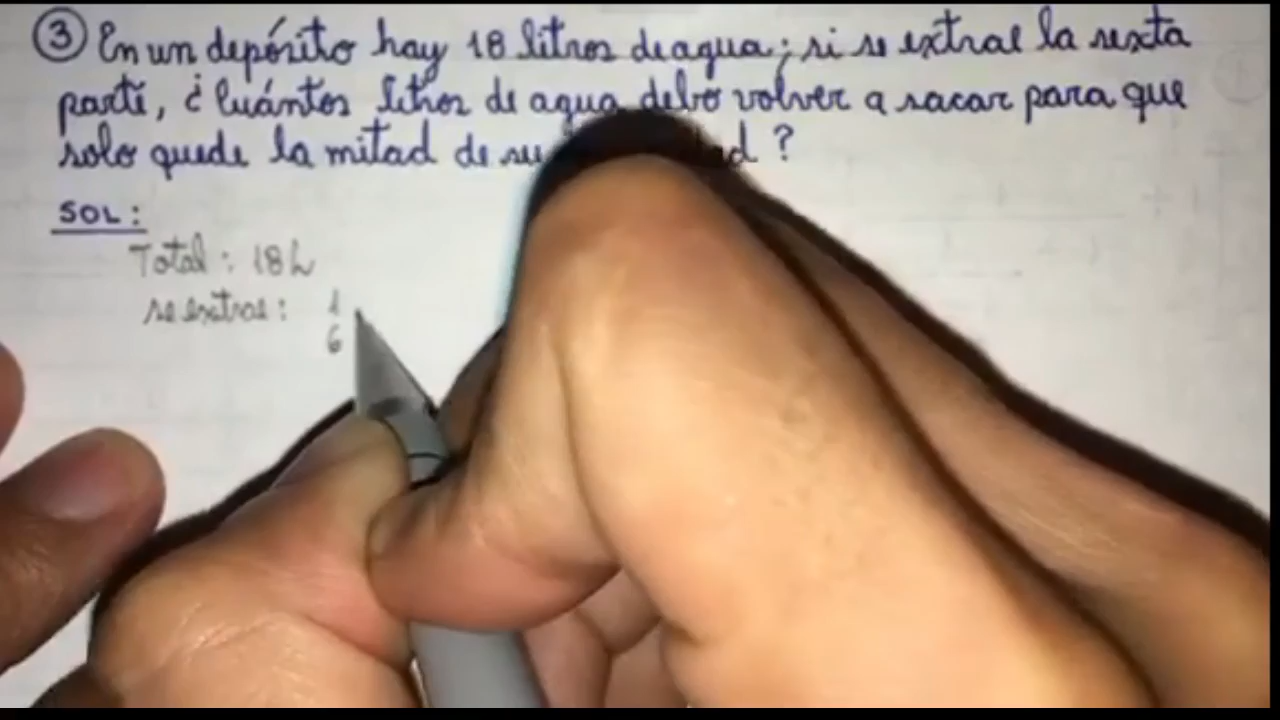 ③ En un depósito hay 18 litros de agua; si se extrae la sexta
parte, ¿Cuántos litros de agua debo volver a sacar para que
solo quede la mitad de su d ?
SOL:
Total: 18L
se extrae: 1
6